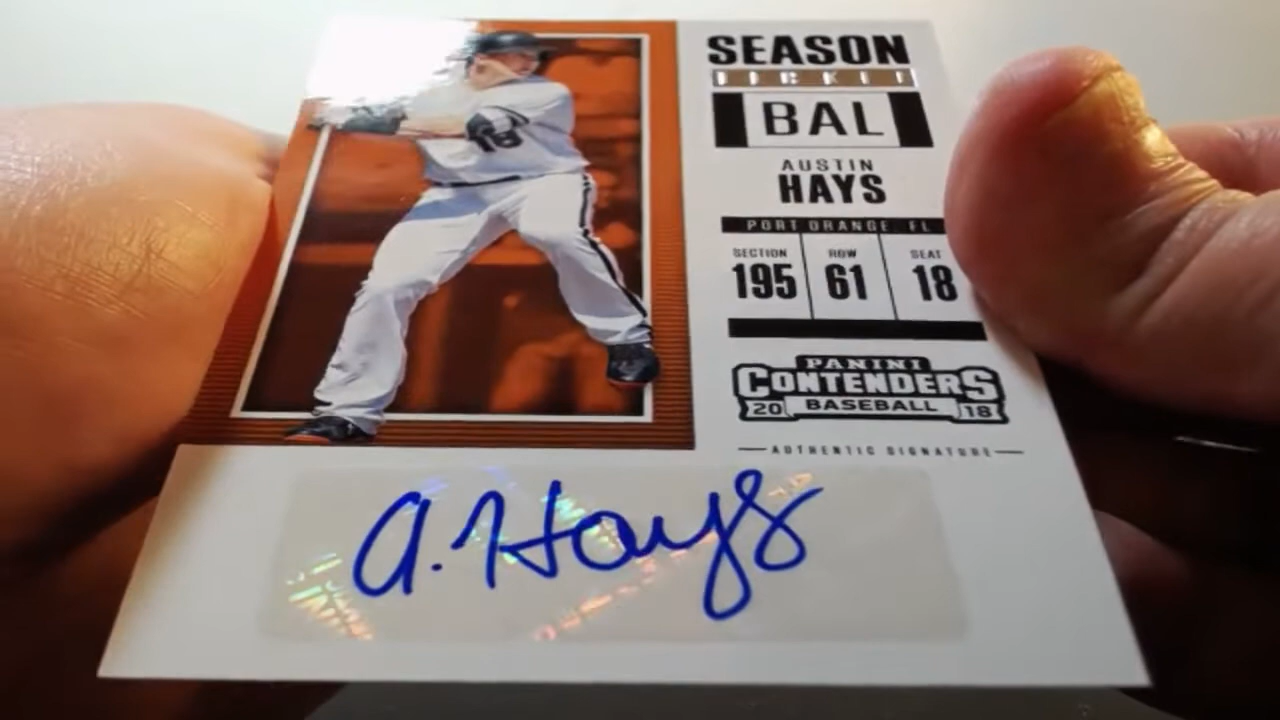 SEASON
TICKET
BAL
AUSTIN
HAYS
PORT ORANGE FL
SECTION ROW SEAT
195 61 18
PANINI
CONTENDERS
20 BASEBALL 18
AUTHENTIC SIGNATURE
18
A. Hays